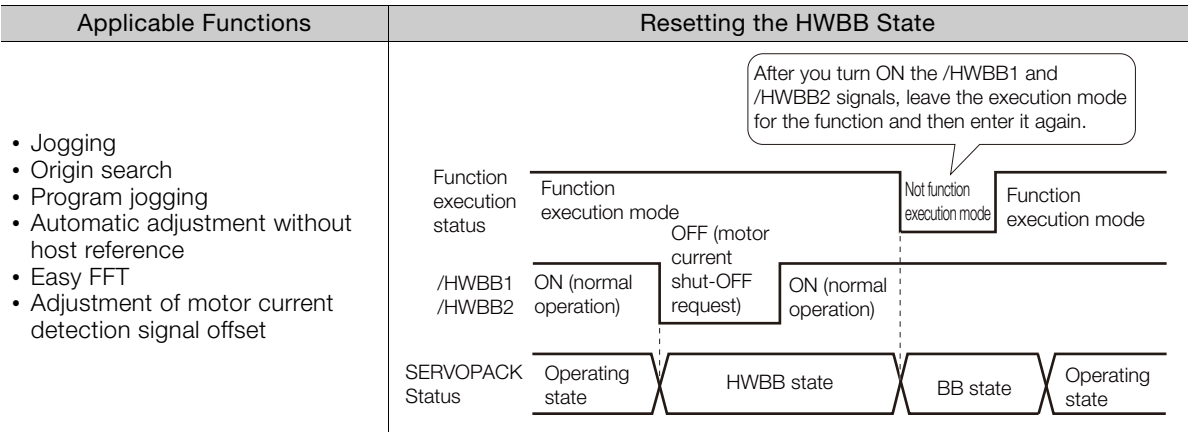 Applicable Functions
Resetting the HWBB State
• Jogging
• Origin search
• Program jogging
• Automatic adjustment without
host reference
• Easy FFT
• Adjustment of motor current
detection signal offset
After you turn ON the /HWBB1 and
/HWBB2 signals, leave the execution mode
for the function and then enter it again.
Function
execution
status
Function
execution mode
Not function
execution mode
Function
execution mode
/HWBB1
/HWBB2
ON (normal
operation)
OFF (motor
current
shut-OFF
request)
ON (normal
operation)
SERVOPACK
Status
Operating
state
HWBB state
BB state
Operating
state